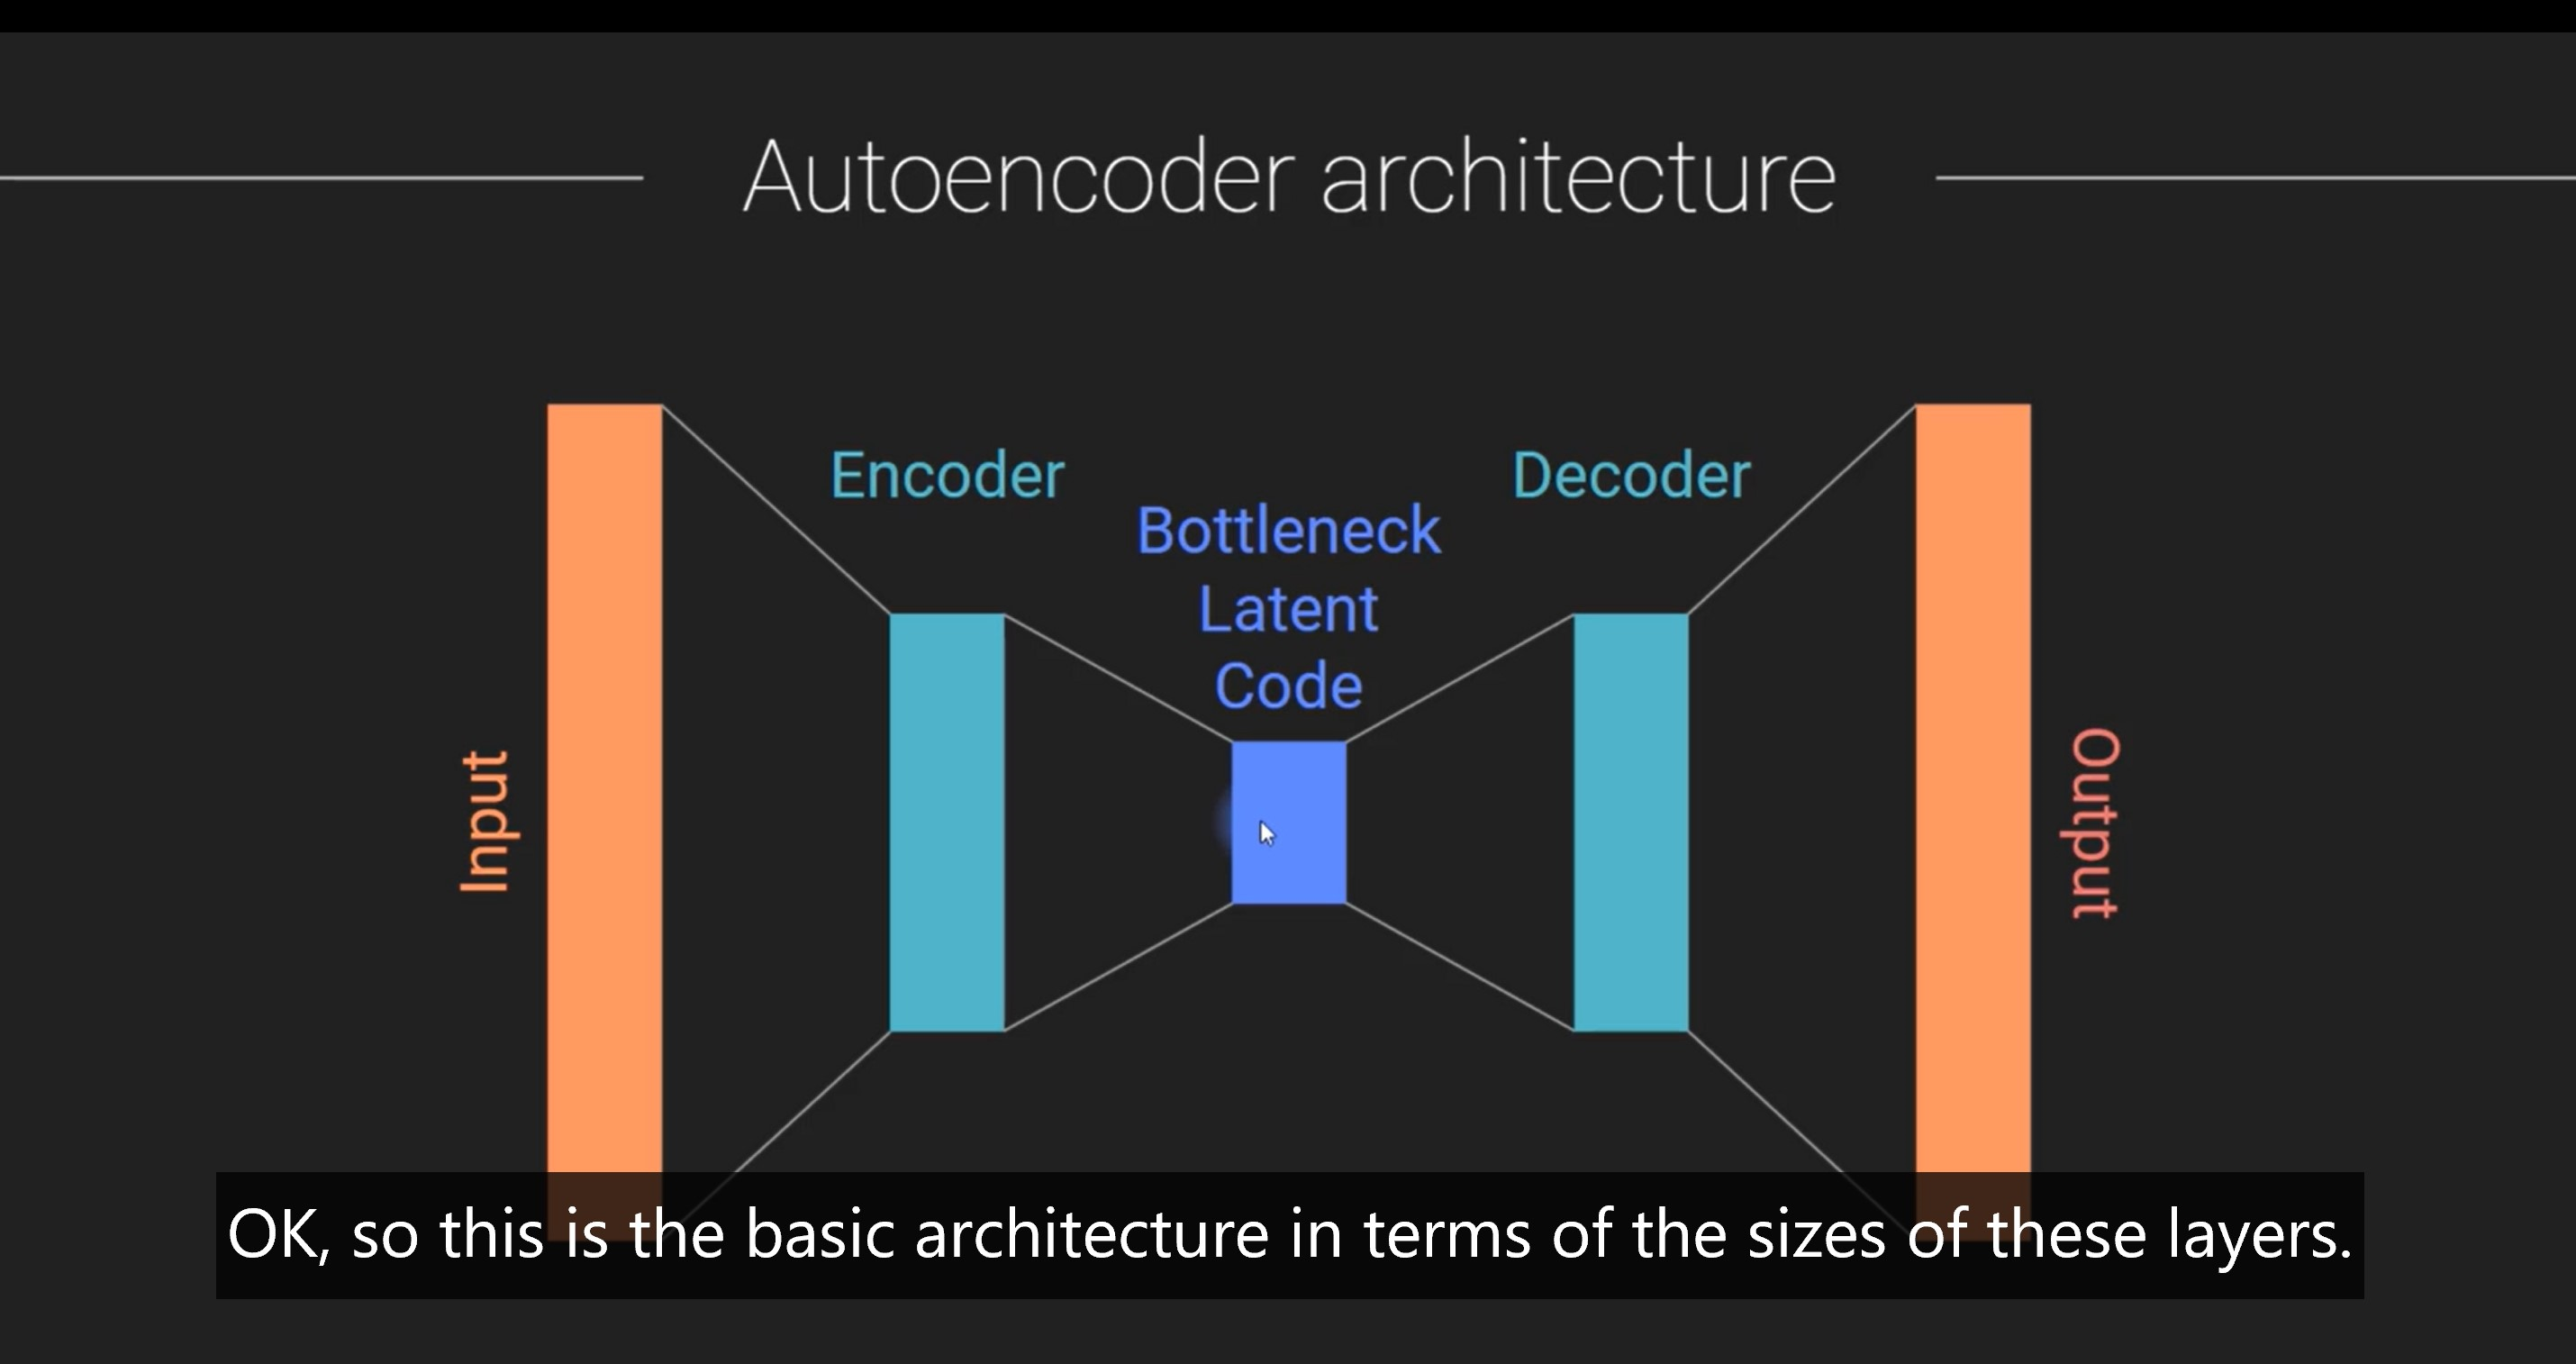 Autoencoder architecture
Encoder
Decoder
Bottleneck
Latent
Code
Input
Output
OK, so this is the basic architecture in terms of the sizes of these layers.